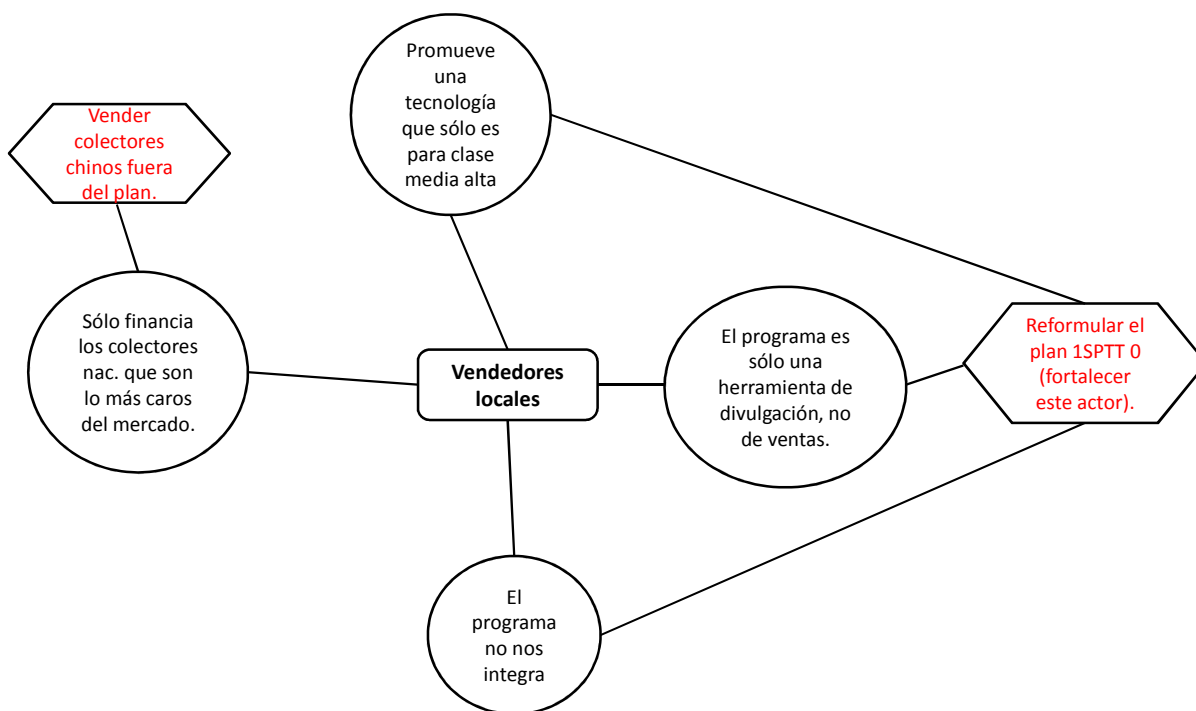 Promueve
una
tecnología
que sólo es
para clase
media alta
Vender
colectores
chinos fuera
del plan.
Sólo financia
los colectores
nac. que son
lo más caros
del mercado.
Vendedores
locales
El programa es
sólo una
herramienta de
divulgación, no
de ventas.
Reformular el
plan 1SPTT 0
(fortalecer
este actor).
El
programa
no nos
integra